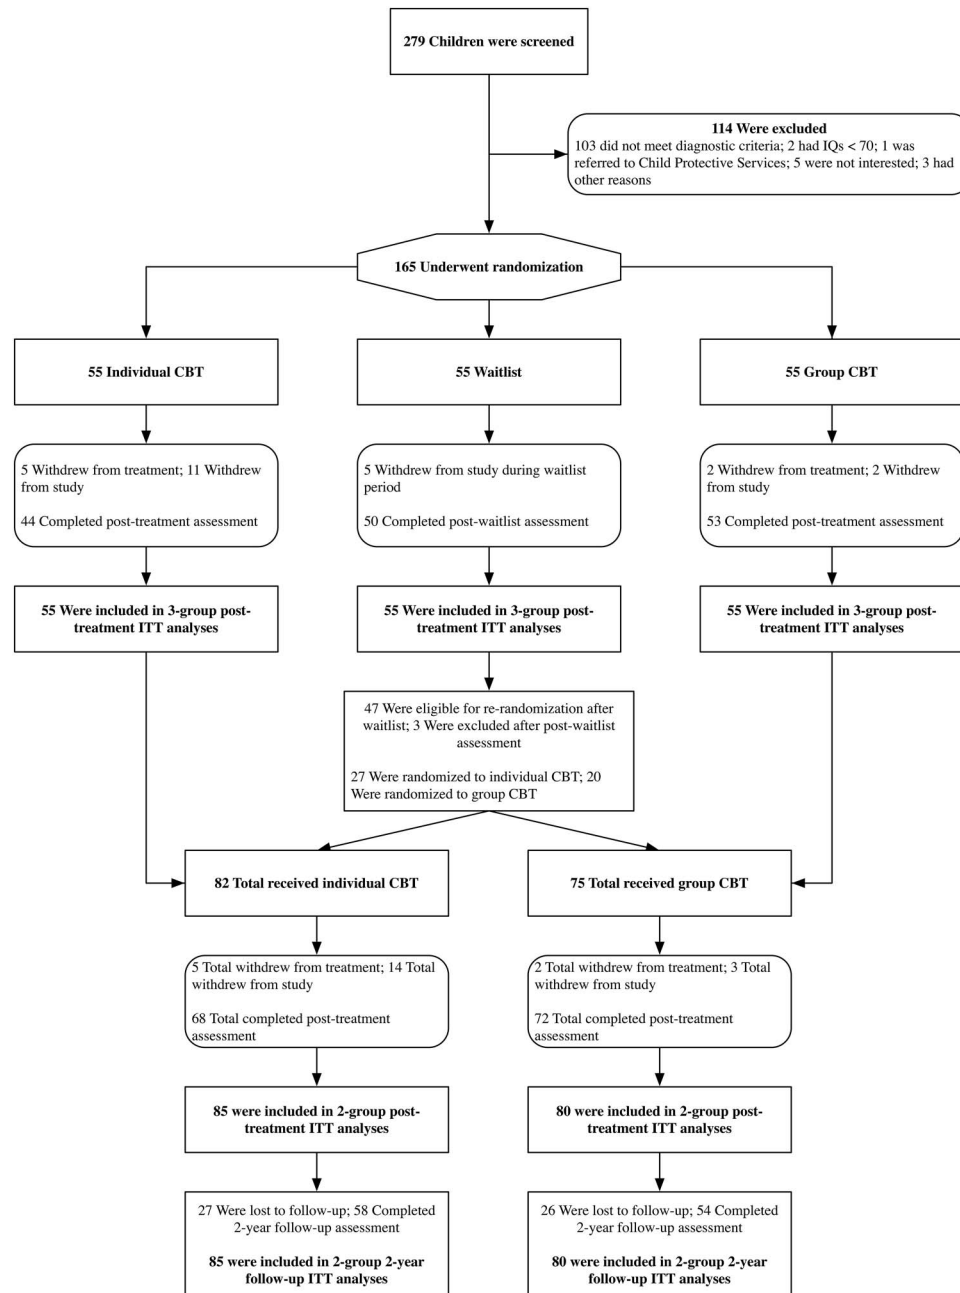 279 Children were screened
114 Were excluded
103 did not meet diagnostic criteria; 2 had IQs < 70; 1 was
referred to Child Protective Services; 5 were not interested; 3 had
other reasons
165 Underwent randomization
55 Individual CBT
55 Waitlist
55 Group CBT
5 Withdrew from treatment; 11 Withdrew
from study
44 Completed post-treatment assessment
5 Withdrew from study during waitlist
period
50 Completed post-waitlist assessment
2 Withdrew from treatment; 2 Withdrew
from study
53 Completed post-treatment assessment
55 Were included in 3-group post-
treatment ITT analyses
55 Were included in 3-group post-
treatment ITT analyses
55 Were included in 3-group post-
treatment ITT analyses
47 Were eligible for re-randomization after
waitlist; 3 Were excluded after post-waitlist
assessment
27 Were randomized to individual CBT; 20
Were randomized to group CBT
82 Total received individual CBT
75 Total received group CBT
5 Total withdrew from treatment; 14 Total
withdrew from study
68 Total completed post-treatment
assessment
2 Total withdrew from treatment; 3 Total
withdrew from study
72 Total completed post-treatment
assessment
85 were included in 2-group post-
treatment ITT analyses
80 were included in 2-group post-
treatment ITT analyses
27 Were lost to follow-up; 58 Completed
2-year follow-up assessment
85 were included in 2-group 2-year
follow-up ITT analyses
26 Were lost to follow-up; 54 Completed
2-year follow-up assessment
80 were included in 2-group 2-year
follow-up ITT analyses